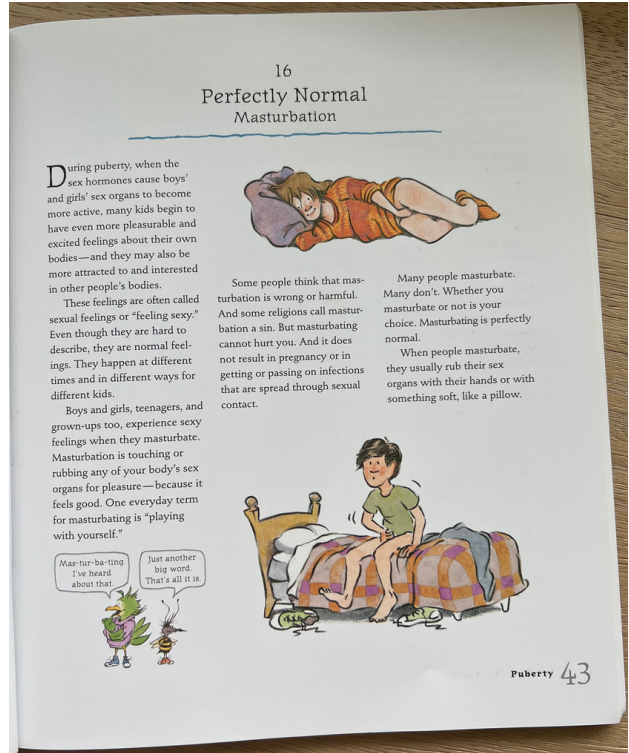 16
Perfectly Normal
Masturbation
During puberty, when the
sex hormones cause boys'
and girls' sex organs to become
more active, many kids begin to
have even more pleasurable and
excited feelings about their own
bodies—and they may also be
more attracted to and interested
in other people's bodies.
These feelings are often called
sexual feelings or "feeling sexy."
Even though they are hard to
describe, they are normal feel-
ings. They happen at different
times and in different ways for
different kids.
Boys and girls, teenagers, and
grown-ups too, experience sexy
feelings when they masturbate.
Masturbation is touching or
rubbing any of your body's sex
organs for pleasure—because it
feels good. One everyday term
for masturbating is "playing
with yourself."
Mas-tur-ba-ting.
I've heard
about that.
Just another
big word.
That's all it is.
Some people think that mas-
turbation is wrong or harmful.
And some religions call mastur-
bation a sin. But masturbating
cannot hurt you. And it does
not result in pregnancy or in
getting or passing on infections
that are spread through sexual
contact.
Many people masturbate.
Many don't. Whether you
masturbate or not is your
choice. Masturbating is perfectly
normal.
When people masturbate,
they usually rub their sex
organs with their hands or with
something soft, like a pillow.
Puberty 43